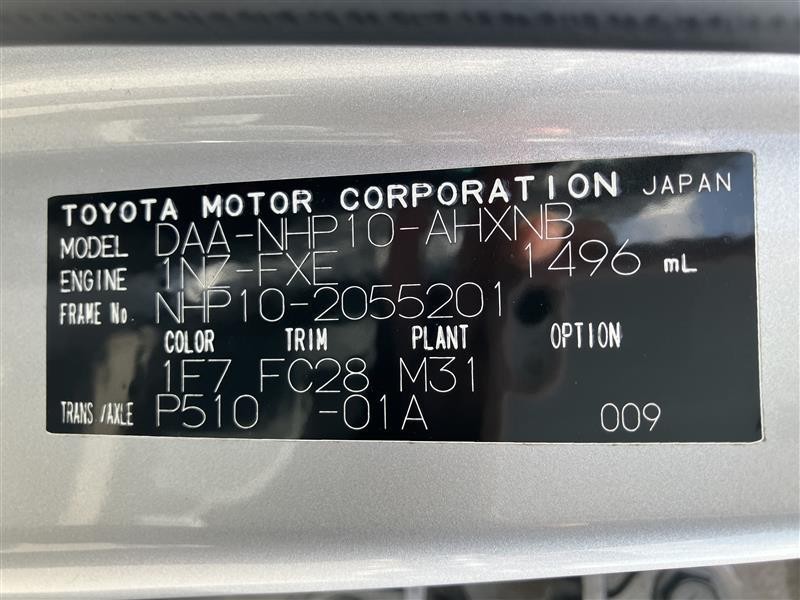 TOYOTA MOTOR CORPORATION JAPAN
MODEL DAA-NHP10-AHXNB
ENGINE 1NZ-FXE 1496 mL
FRAME No. NHP10-2055201
COLOR TRIM PLANT OPTION
1F7 FC28 M31
TRANS./AXLE P510 -01A 009